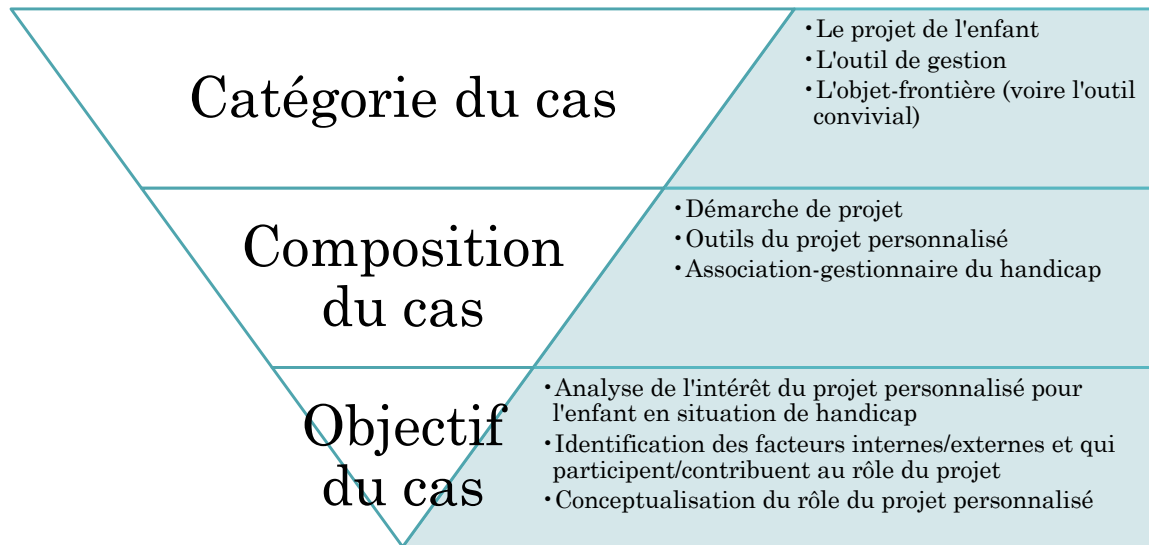 Catégorie du cas
•Le projet de l'enfant
•L'outil de gestion
•L'objet-frontière (voire l'outil
convivial)
Composition
du cas
•Démarche de projet
•Outils du projet personnalisé
•Association-gestionnaire du handicap
Objectif
du cas
•Analyse de l'intérêt du projet personnalisé pour
l'enfant en situation de handicap
•Identification des facteurs internes/externes et qui
participent/contribuent au rôle du projet
•Conceptualisation du rôle du projet personnalisé